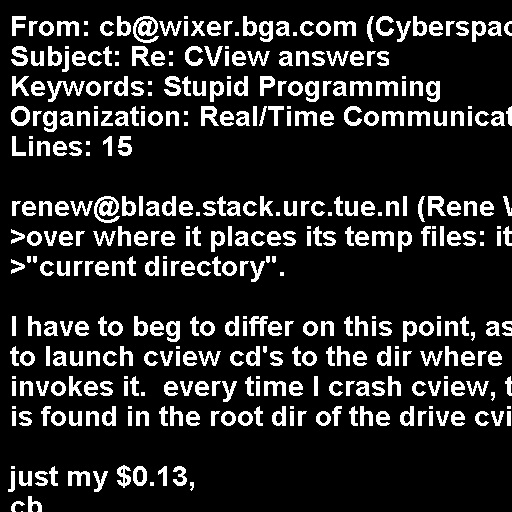 From: cb@wixer.bga.com (Cyberspac
Subject: Re: CView answers
Keywords: Stupid Programming
Organization: Real/Time Communicat
Lines: 15

renew@blade.stack.urc.tue.nl (Rene W
>over where it places its temp files: it
>"current directory".

I have to beg to differ on this point, as
to launch cview cd's to the dir where
invokes it.  every time I crash cview, t
is found in the root dir of the drive cvi

just my $0.13,
cb